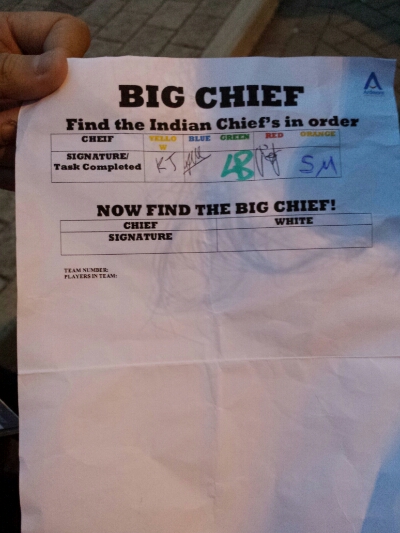 BIG CHIEF
Find the Indian Chief's in order
CHEIF YELLO W BLUE GREEN RED ORANGE
SIGNATURE/ Task Completed KJ LB SM
NOW FIND THE BIG CHIEF!
CHIEF WHITE
SIGNATURE
TEAM NUMBER:
PLAYERS IN TEAM: